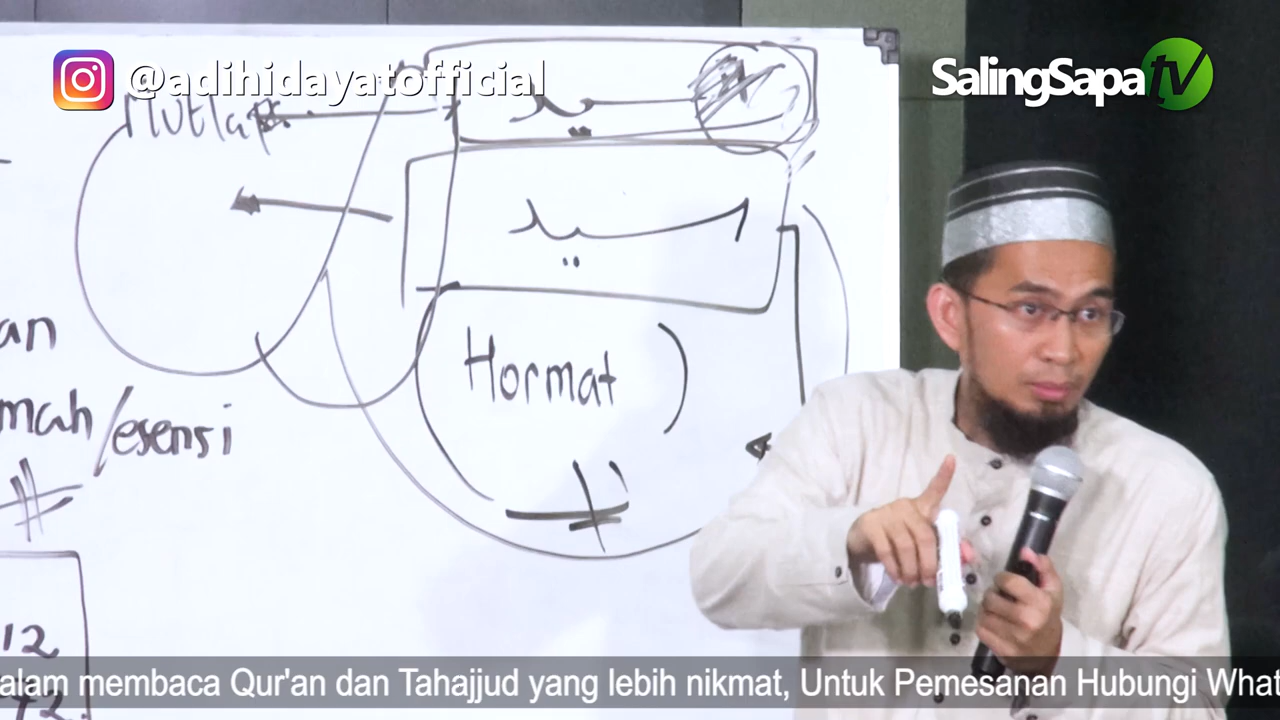 @adihidayatofficial
SalingSapa tv
Mutlaq
سيد
Hormat
an
mah/esensi
12
alam membaca Qur'an dan Tahajjud yang lebih nikmat, Untuk Pemesanan Hubungi What